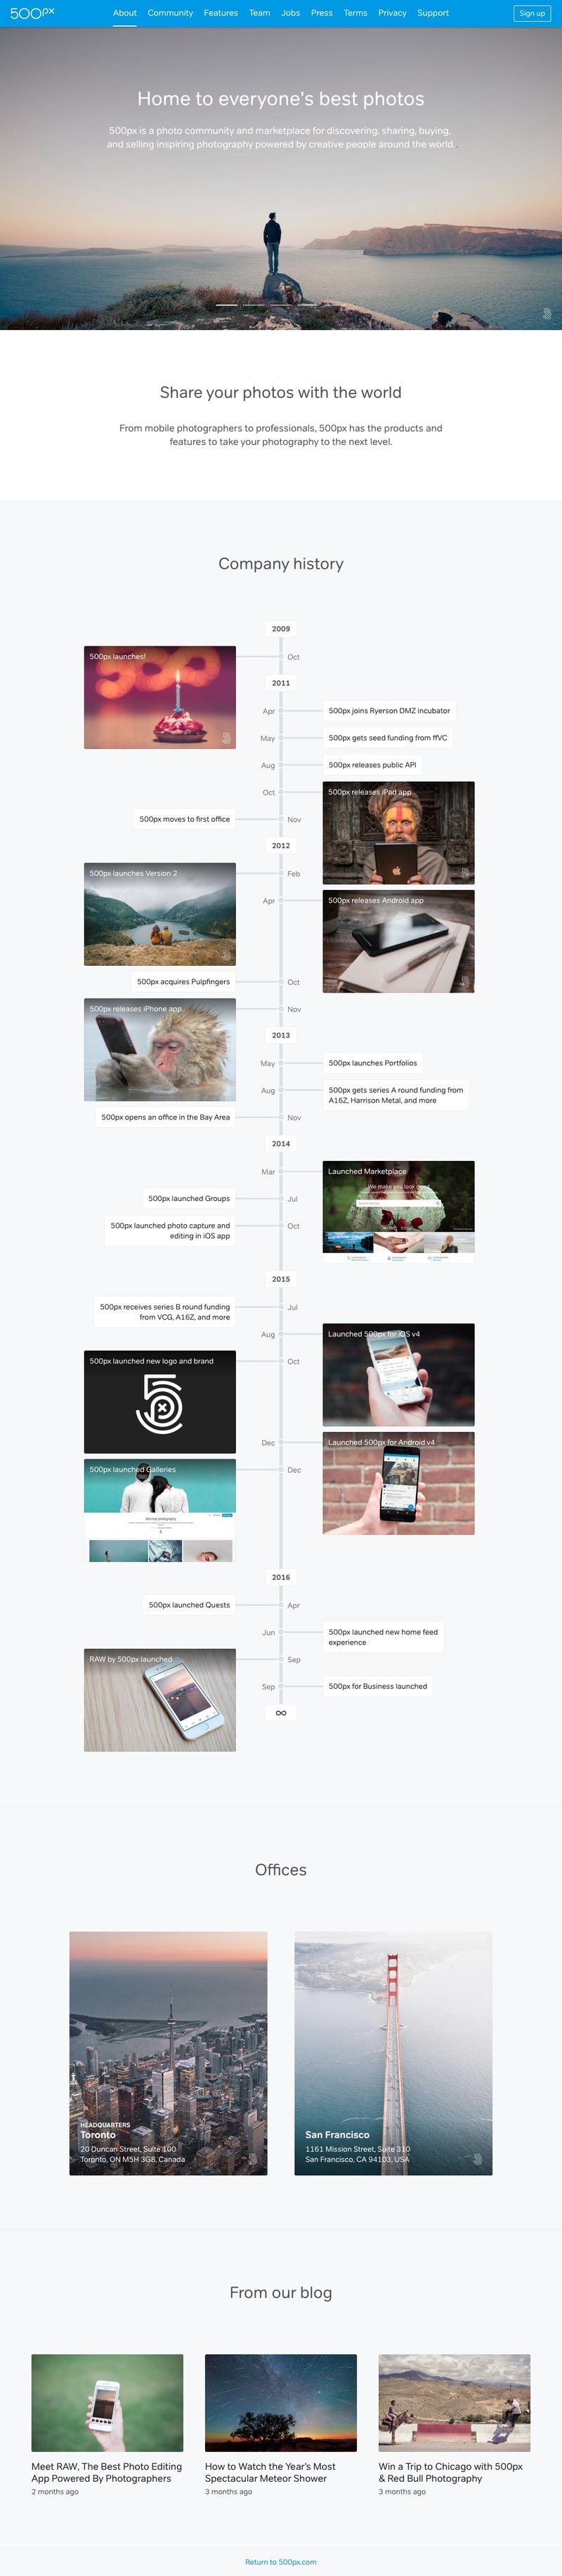 500px
About Community Features Team Jobs Press Terms Privacy Support
Sign up
Home to everyone's best photos
500px is a photo community and marketplace for discovering, sharing, buying,
and selling inspiring photography powered by creative people around the world.
Share your photos with the world
From mobile photographers to professionals, 500px has the products and
features to take your photography to the next level.
Company history
2009
500px launches!
Oct
2011
Apr
500px joins Ryerson DMZ incubator
May
500px gets seed funding from ffVC
Aug
500px releases public API
Oct
500px releases iPad app
500px moves to first office
Nov
2012
500px launches Version 2
Feb
Apr
500px releases Android app
500px acquires Pulpfingers
Oct
500px releases iPhone app
Nov
2013
May
500px launches Portfolios
Aug
500px gets series A round funding from
A16Z, Harrison Metal, and more
500px opens an office in the Bay Area
Nov
2014
Mar
Launched Marketplace
We make you look good.
500px launched Groups
Jul
500px launched photo capture and
editing in iOS app
Oct
2015
500px receives series B round funding
from VCG, A16Z, and more
Jul
Aug
Launched 500px for iOS v4
500px launched new logo and brand
Oct
Dec
Launched 500px for Android v4
500px launched Galleries
Dec
2016
500px launched Quests
Apr
Jun
500px launched new home feed
experience
RAW by 500px launched
Sep
Sep
500px for Business launched
∞
Offices
HEADQUARTERS
Toronto
20 Duncan Street, Suite 100
Toronto, ON M5H 3G8, Canada
San Francisco
1161 Mission Street, Suite 310
San Francisco, CA 94103, USA
From our blog
Meet RAW, The Best Photo Editing
App Powered By Photographers
2 months ago
How to Watch the Year's Most
Spectacular Meteor Shower
3 months ago
Win a Trip to Chicago with 500px
& Red Bull Photography
3 months ago
Return to 500px.com